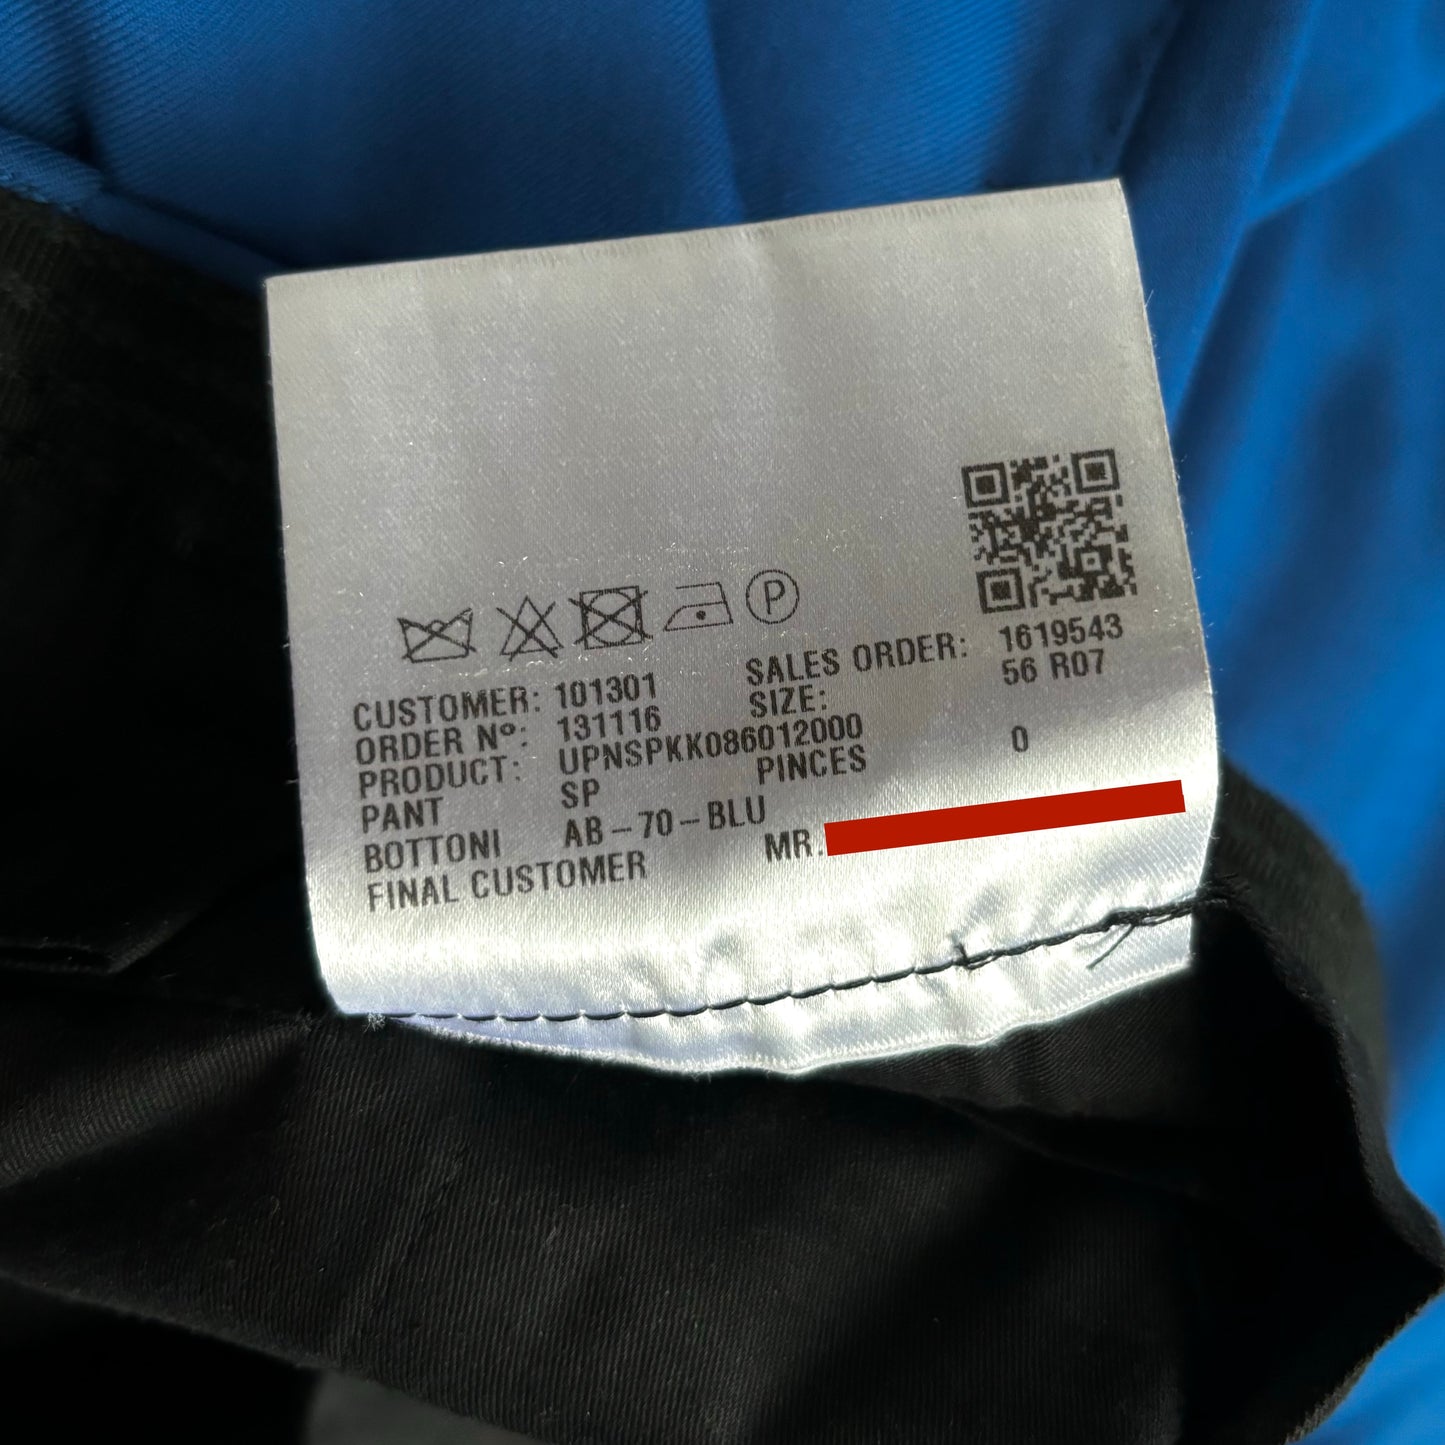 P
CUSTOMER: 101301 SALES ORDER: 1619543
ORDER Nº: 131116 SIZE: 56 R07
PRODUCT: UPNSPKK086012000
PANT SP PINCES 0
BOTTONI AB-70-BLU
FINAL CUSTOMER MR.